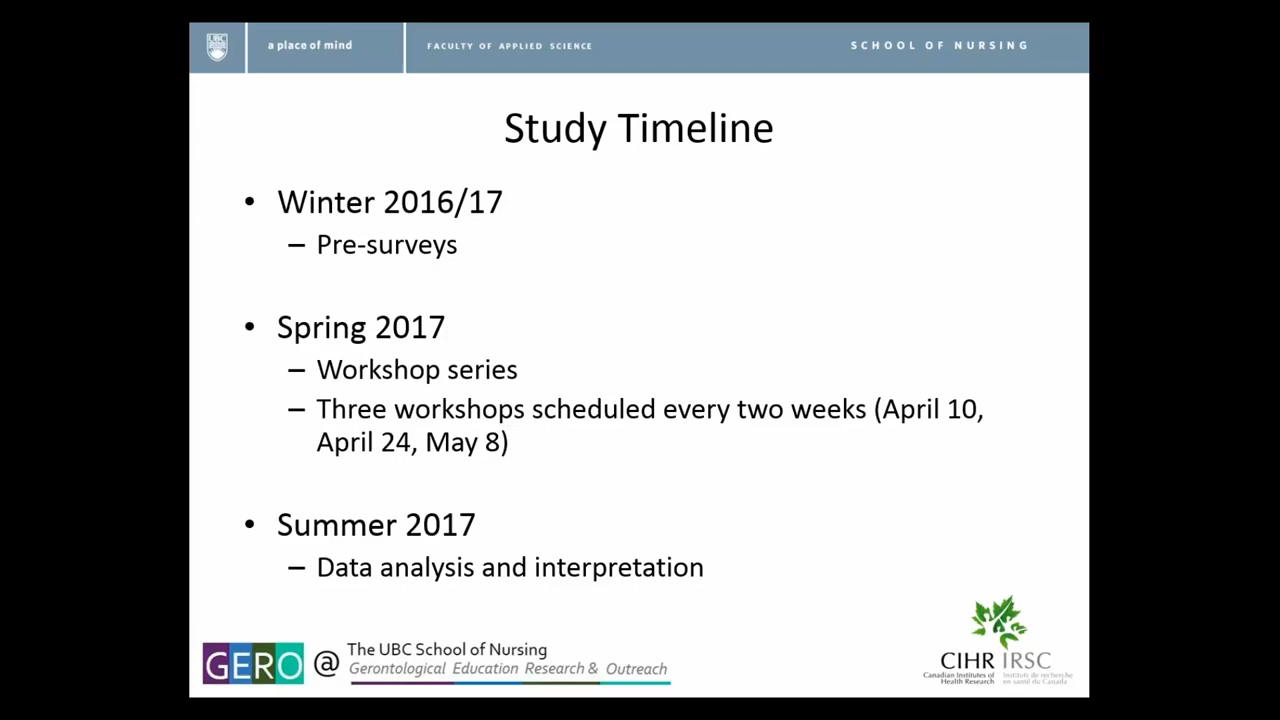 UBC
a place of mind
FACULTY OF APPLIED SCIENCE
SCHOOL OF NURSING
Study Timeline
• Winter 2016/17
– Pre-surveys
• Spring 2017
– Workshop series
– Three workshops scheduled every two weeks (April 10,
April 24, May 8)
• Summer 2017
– Data analysis and interpretation
GERO @
The UBC School of Nursing
Gerontological Education Research & Outreach
CIHR IRSC
Canadian Institutes of
Health Research
Instituts de recherche
en santé du Canada